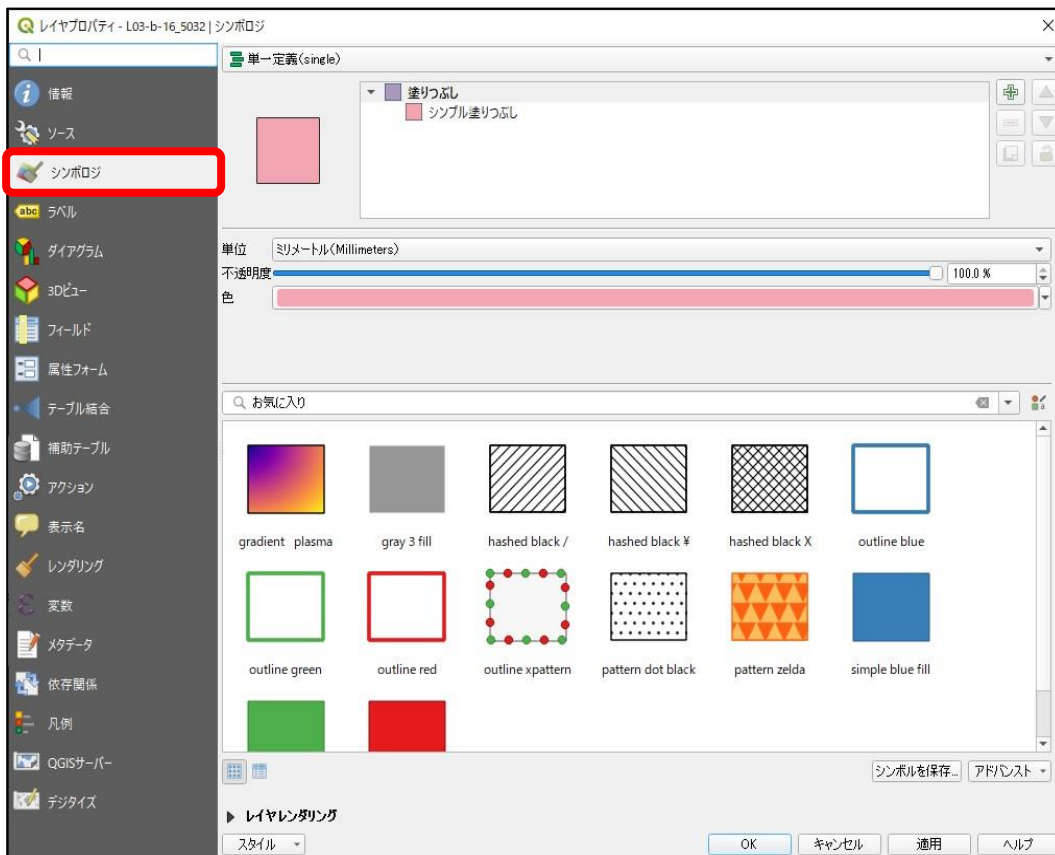 レイヤプロパティ - L03-b-16_5032 | シンボロジ
単一定義(single)
情報
ソース
シンボロジ
ラベル
ダイアグラム
3Dビュー
フィールド
属性フォーム
テーブル結合
補助テーブル
アクション
表示名
レンダリング
変数
メタデータ
依存関係
凡例
QGISサーバー
デジタイズ
塗りつぶし
シンプル塗りつぶし
単位 ミリメートル(Millimeters)
不透明度 100.0 %
色
お気に入り
gradient plasma gray 3 fill hashed black / hashed black ¥ hashed black X outline blue
outline green outline red outline xpattern pattern dot black pattern zelda simple blue fill
シンボルを保存... アドバンスト
レイヤレンダリング
スタイル OK キャンセル 適用 ヘルプ